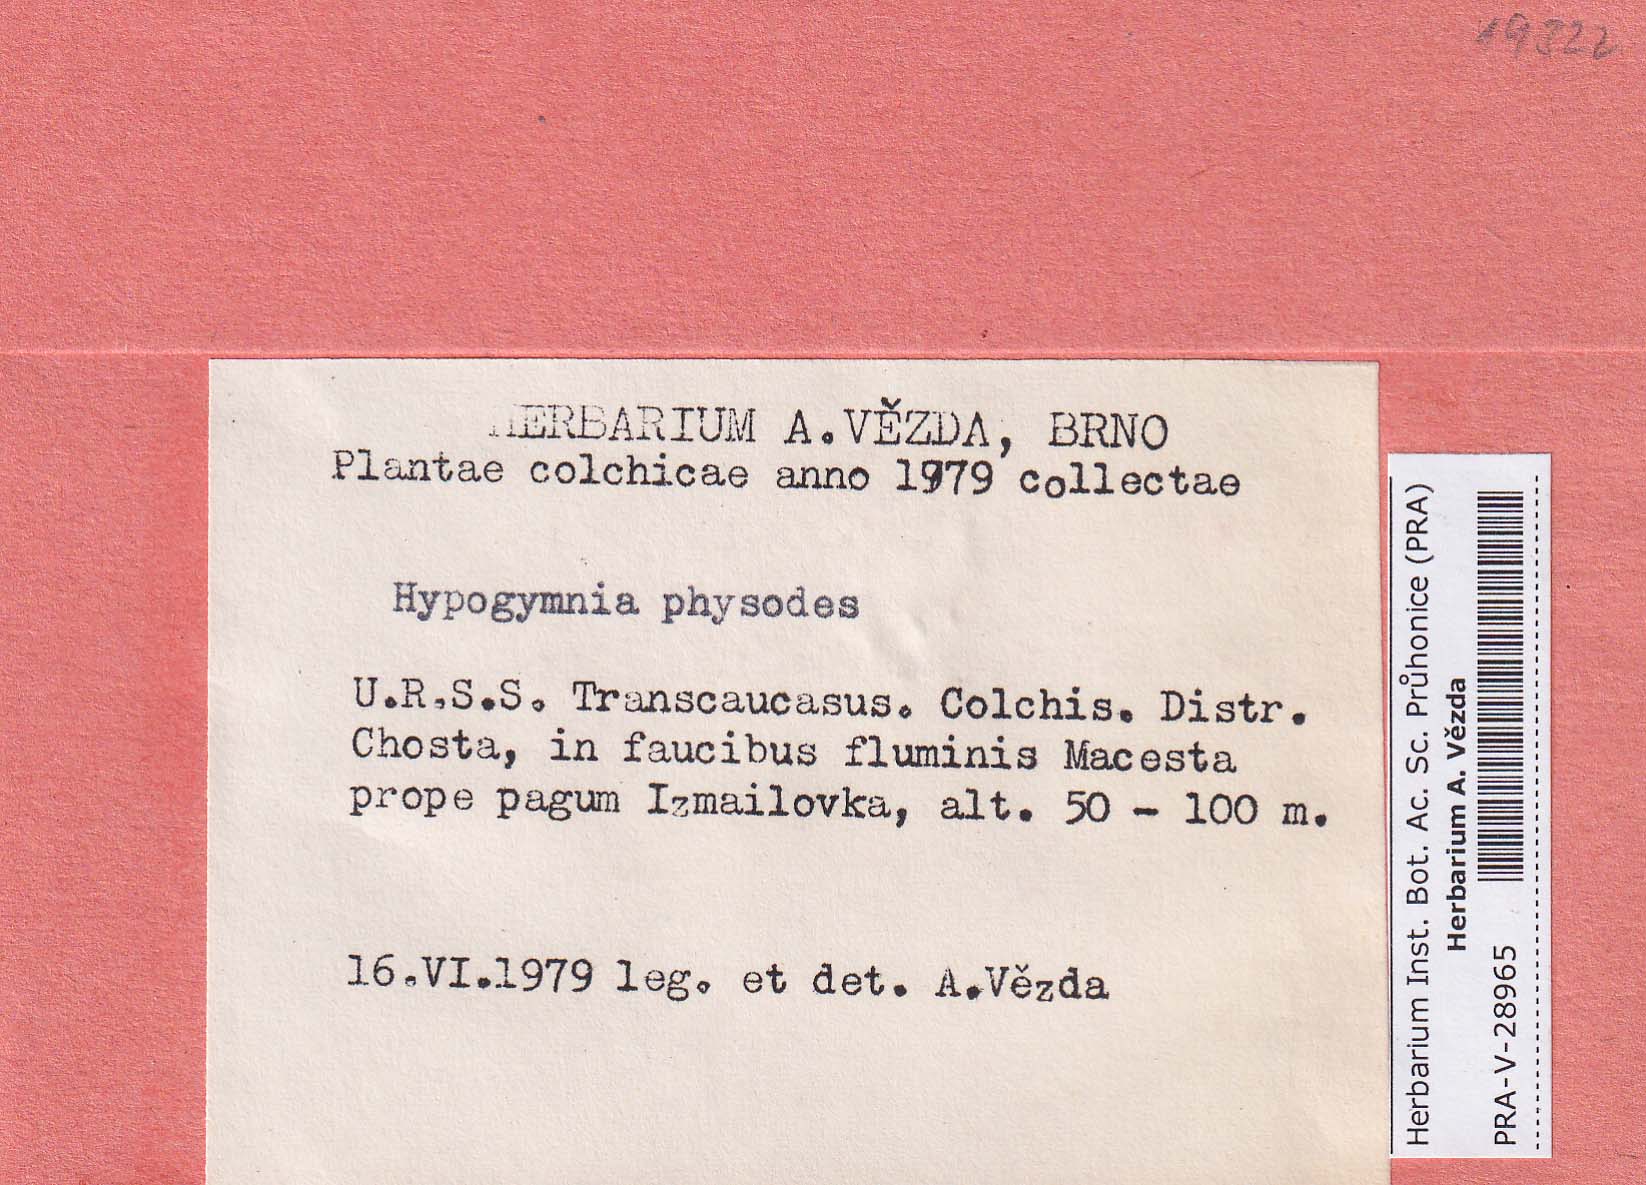 19322
HERBARIUM A.VĚZDA, BRNO
Plantae colchicae anno 1979 collectae
Hypogymnia physodes
U.R.S.S. Transcaucasus. Colchis. Distr.
Chosta, in faucibus fluminis Macesta
prope pagum Izmailovka, alt. 50 - 100 m.
16.VI.1979 leg. et det. A.Vězda
Herbarium Inst. Bot. Ac. Sc. Průhonice (PRA)
Herbarium A. Vězda
PRA-V-28965